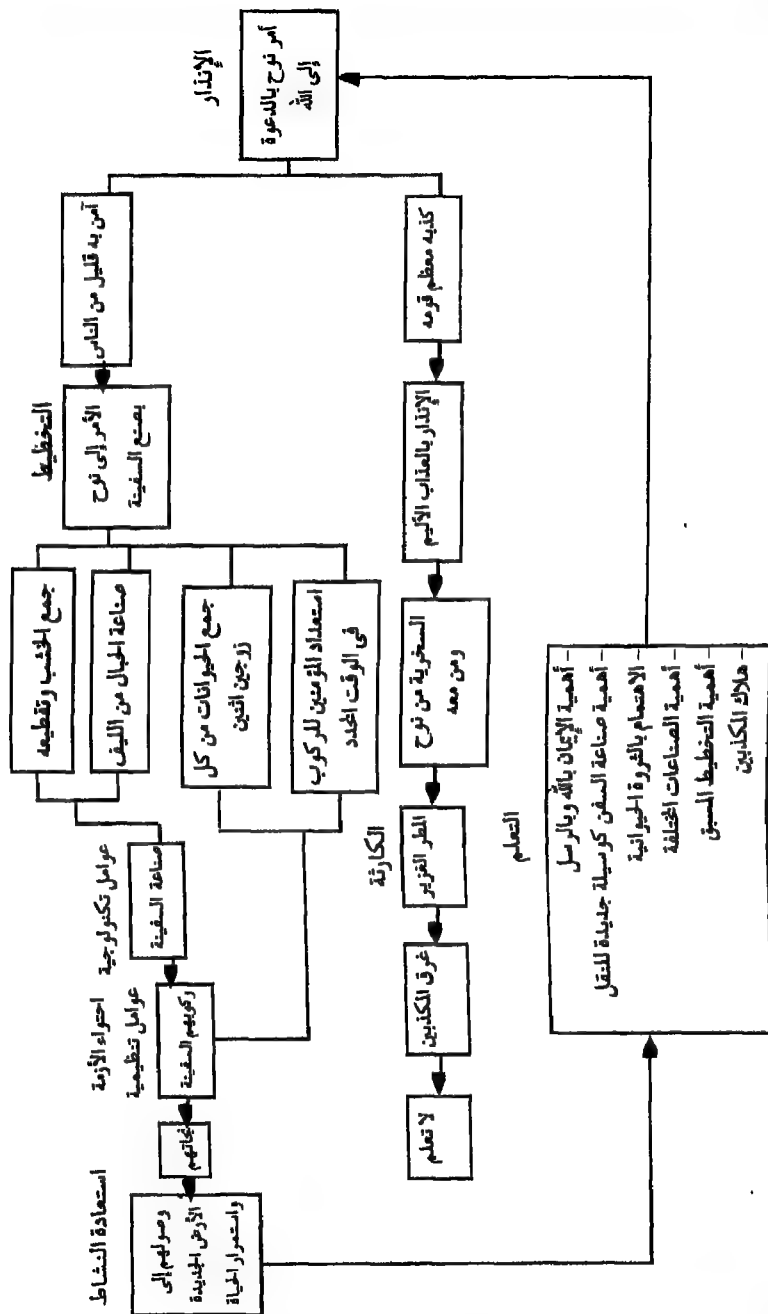 الإنذار
أمر نوح بالدعوة
إلى الله
آمن به قليل من الناس
التخطيط
الأمر إلى نوح
بصنع السفينة
جمع الخشب وتقطيعه
صناعة الحبال من الليف
جمع الحيوانات من كل
زوجين اثنين
استعداد المؤمنين للركوب
فى الوقت المحدد
عوامل تكنولوجية
صناعة السفينة
احتواء الأزمة
عوامل تنظيمية
ركوبهم السفينة
نجاتهم
استعادة النشاط
وصولهم إلى
الأرض الجديدة
واستمرار الحياة
كذبه معظم قومه
الإنذار بالعذاب الأليم
السخرية من نوح
ومن معه
الكارثة
المطر الغزير
غرق المكذبين
لا تعلم
التعلم
– أهمية الإيمان بالله وبالرسل
– أهمية صناعة السفن كوسيلة جديدة للنقل
– الاهتمام بالثروة الحيوانية
– أهمية الصناعات المختلفة
– أهمية التخطيط المسبق
– هلاك المكذبين